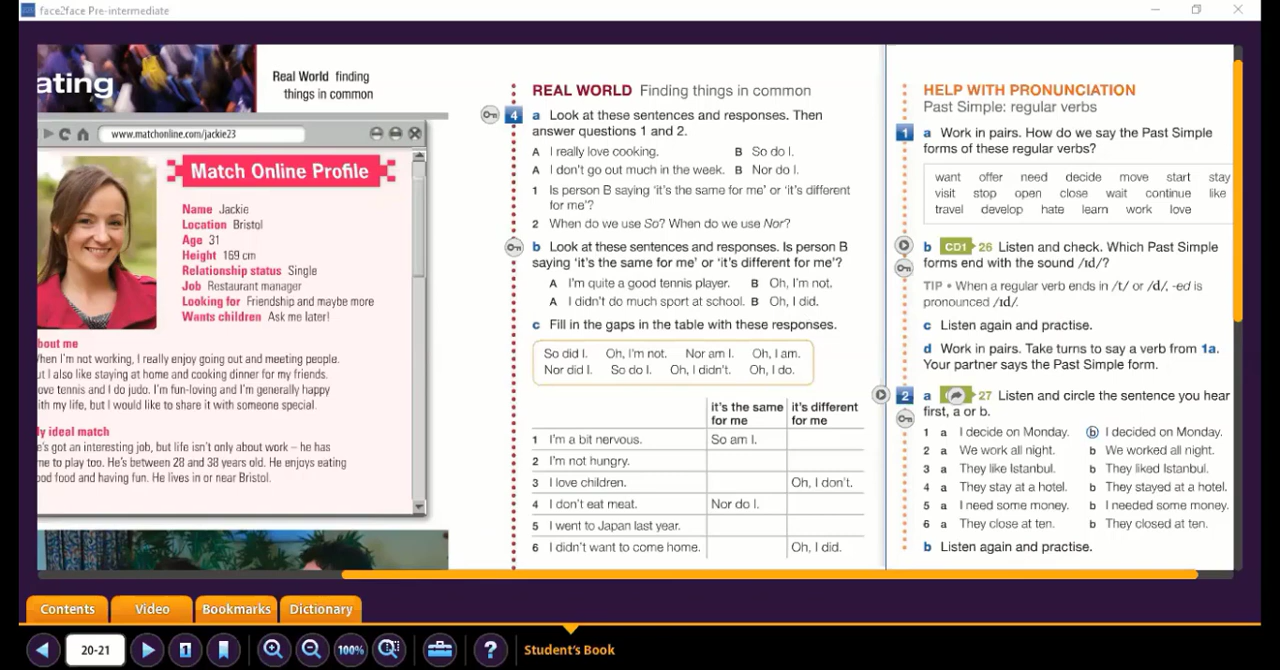 face2face Pre-intermediate
ating
Real World finding
things in common
www.matchonline.com/jackie23
Match Online Profile
Name Jackie
Location Bristol
Age 31
Height 169 cm
Relationship status Single
Job Restaurant manager
Looking for Friendship and maybe more
Wants children Ask me later!
bout me
hen I'm not working, I really enjoy going out and meeting people.
ut I also like staying at home and cooking dinner for my friends.
ove tennis and I do judo. I'm fun-loving and I'm generally happy
ith my life, but I would like to share it with someone special.
y ideal match
e's got an interesting job, but life isn't only about work – he has
me to play too. He's between 28 and 38 years old. He enjoys eating
ood food and having fun. He lives in or near Bristol.
REAL WORLD Finding things in common
4 a Look at these sentences and responses. Then
answer questions 1 and 2.
A I really love cooking. B So do I.
A I don't go out much in the week. B Nor do I.
1 Is person B saying 'it's the same for me' or 'it's different
for me'?
2 When do we use So? When do we use Nor?
b Look at these sentences and responses. Is person B
saying 'it's the same for me' or 'it's different for me'?
A I'm quite a good tennis player. B Oh, I'm not.
A I didn't do much sport at school. B Oh, I did.
c Fill in the gaps in the table with these responses.
So did I. Oh, I'm not. Nor am I. Oh, I am.
Nor did I. So do I. Oh, I didn't. Oh, I do.
it's the same for me it's different for me
1 I'm a bit nervous. So am I.
2 I'm not hungry.
3 I love children. Oh, I don't.
4 I don't eat meat. Nor do I.
5 I went to Japan last year.
6 I didn't want to come home. Oh, I did.
HELP WITH PRONUNCIATION
Past Simple: regular verbs
1 a Work in pairs. How do we say the Past Simple
forms of these regular verbs?
want offer need decide move start stay
visit stop open close wait continue like
travel develop hate learn work love
b CD1 26 Listen and check. Which Past Simple
forms end with the sound /ɪd/?
TIP • When a regular verb ends in /t/ or /d/, -ed is
pronounced /ɪd/.
c Listen again and practise.
d Work in pairs. Take turns to say a verb from 1a.
Your partner says the Past Simple form.
2 a 27 Listen and circle the sentence you hear
first, a or b.
1 a I decide on Monday. b I decided on Monday.
2 a We work all night. b We worked all night.
3 a They like Istanbul. b They liked Istanbul.
4 a They stay at a hotel. b They stayed at a hotel.
5 a I need some money. b I needed some money.
6 a They close at ten. b They closed at ten.
b Listen again and practise.
Contents Video Bookmarks Dictionary
20-21 1 100% ? Student's Book